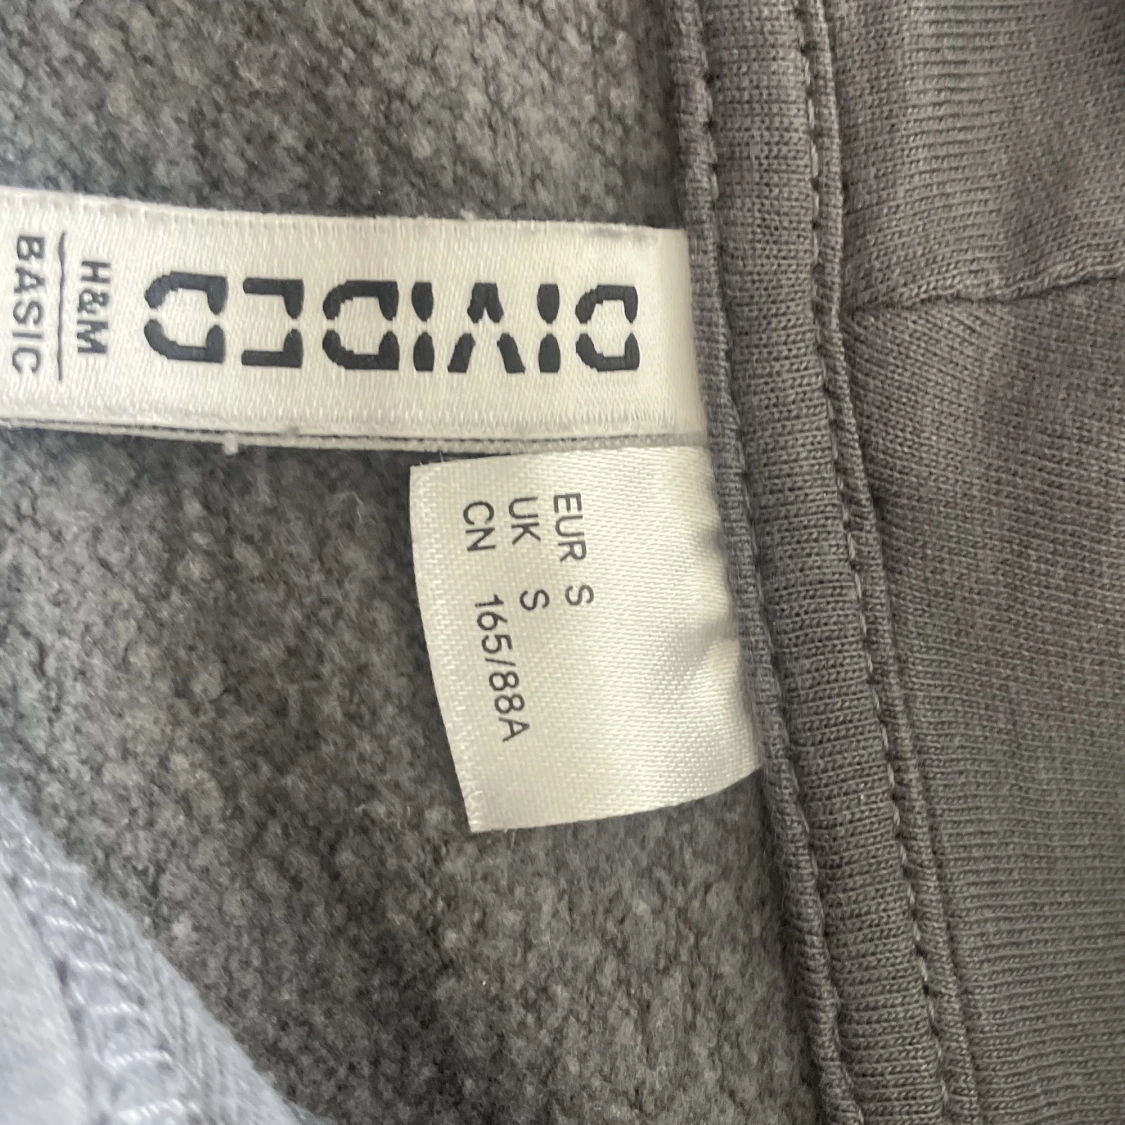 DIVIDED
H&M
BASIC
EUR S
UK S
CN 165/88A